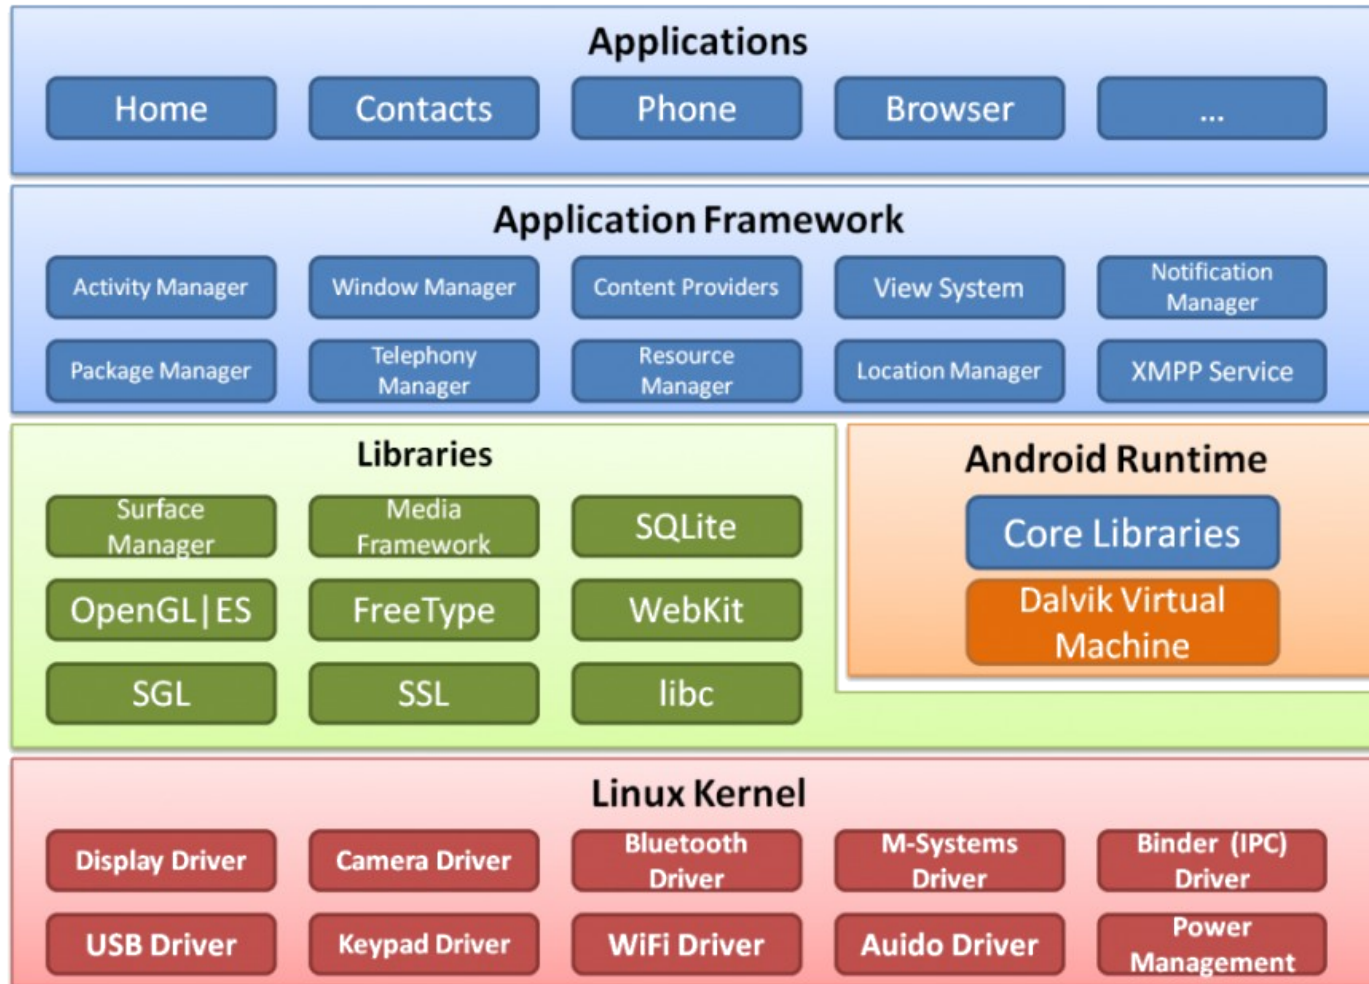 Applications
Home
Contacts
Phone
Browser
...
Application Framework
Activity Manager
Window Manager
Content Providers
View System
Notification
Manager
Package Manager
Telephony
Manager
Resource
Manager
Location Manager
XMPP Service
Libraries
Surface
Manager
Media
Framework
SQLite
OpenGL|ES
FreeType
WebKit
SGL
SSL
libc
Android Runtime
Core Libraries
Dalvik Virtual
Machine
Linux Kernel
Display Driver
Camera Driver
Bluetooth
Driver
M-Systems
Driver
Binder (IPC)
Driver
USB Driver
Keypad Driver
WiFi Driver
Auido Driver
Power
Management